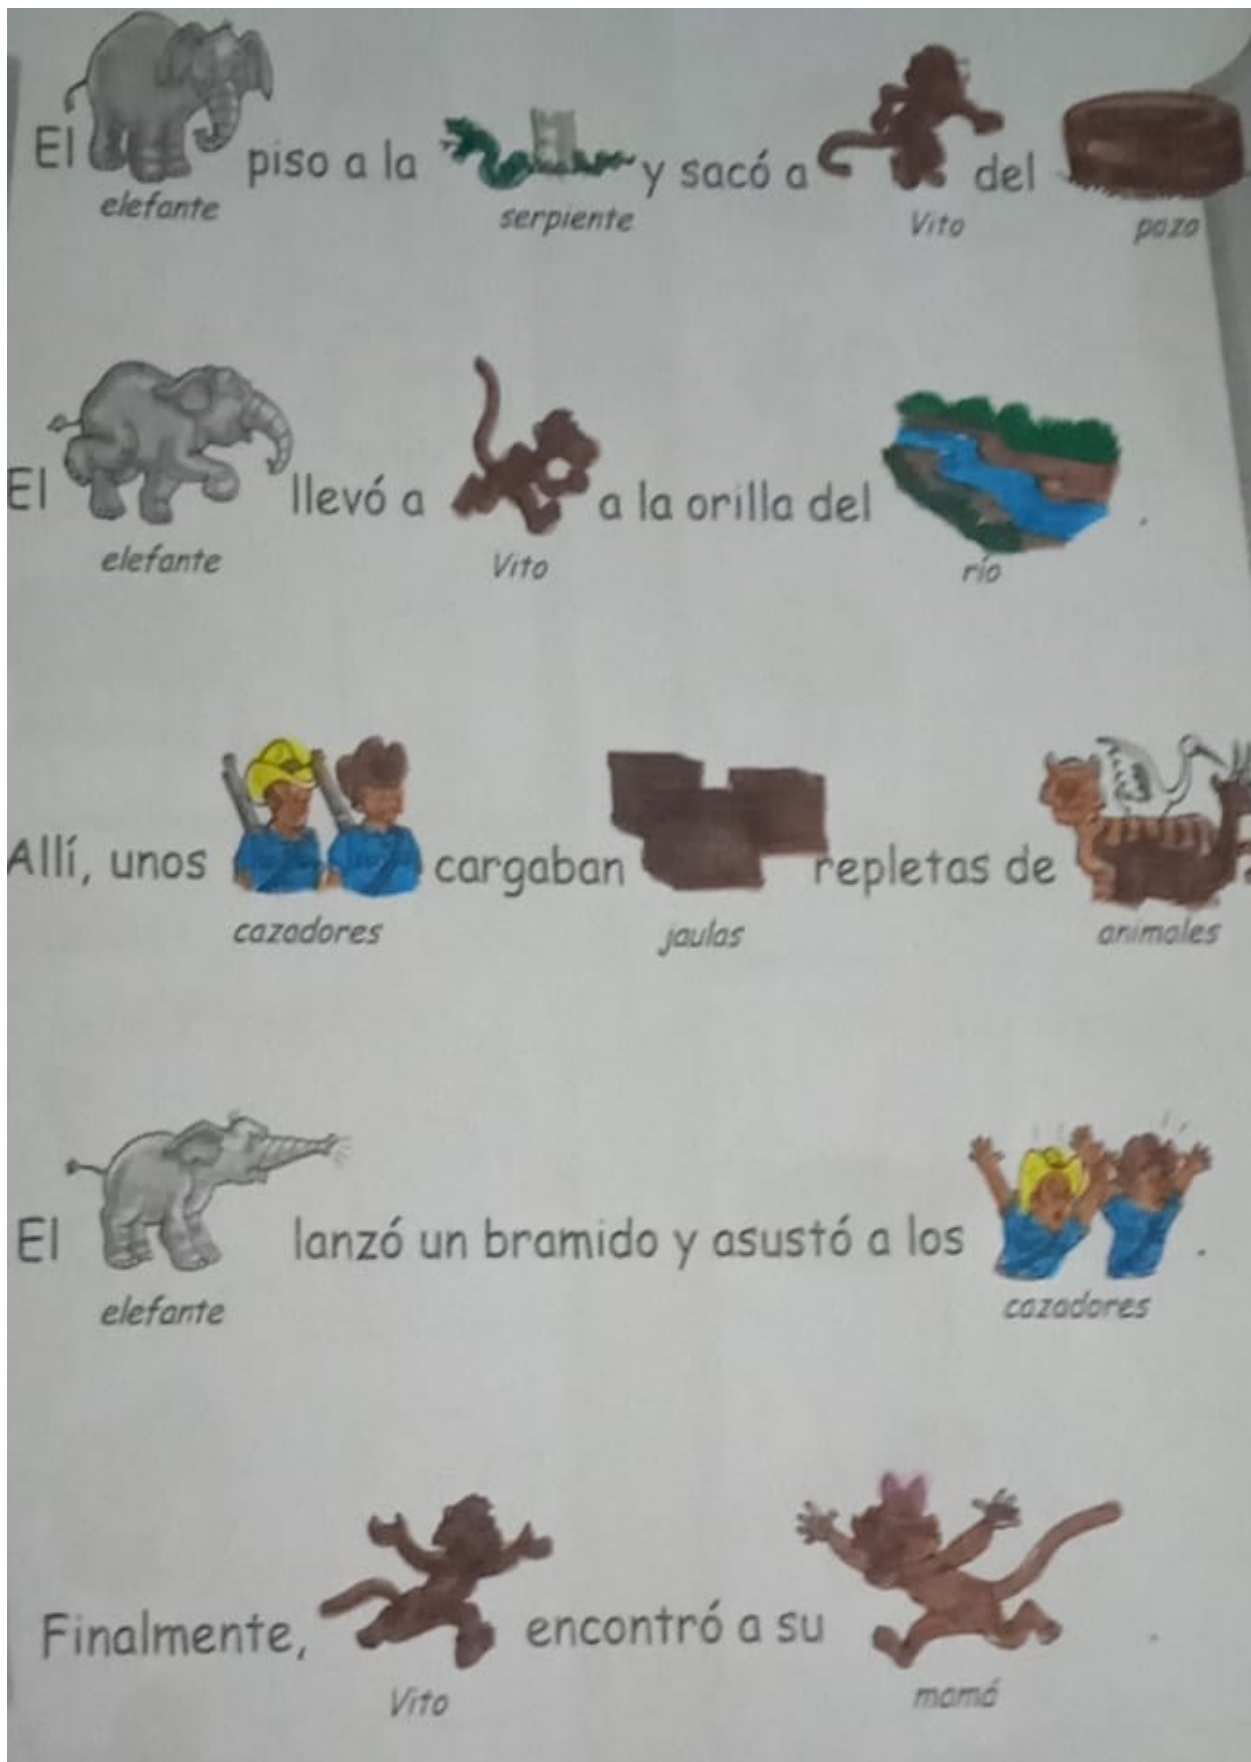 El piso a la y sacó a del
elefante serpiente Vito pozo
El llevó a a la orilla del .
elefante Vito río
Allí, unos cargaban repletas de
cazadores jaulas animales
El lanzó un bramido y asustó a los .
elefante cazadores
Finalmente, encontró a su .
Vito mamá